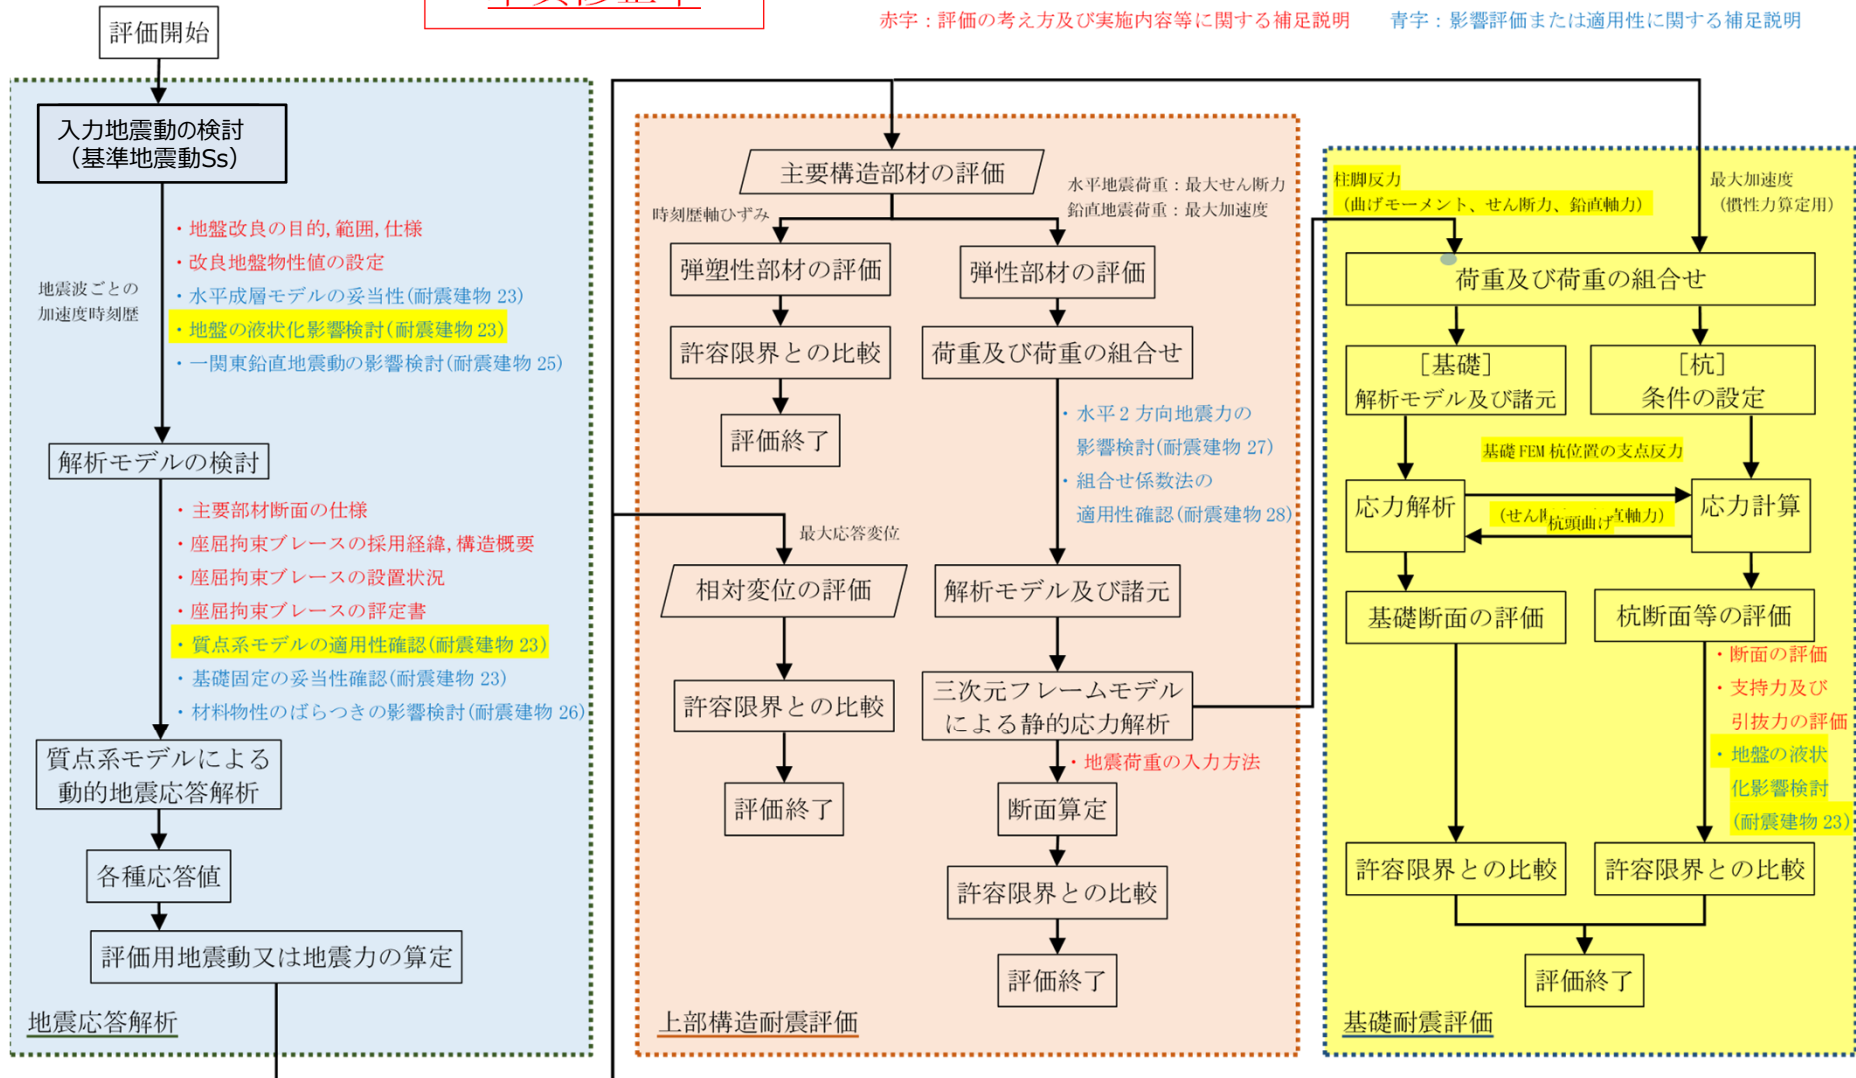 赤字：評価の考え方及び実施内容等に関する補足説明
青字：影響評価または適用性に関する補足説明
評価開始
入力地震動の検討
（基準地震動Ss）
地震波ごとの
加速度時刻歴
・地盤改良の目的, 範囲, 仕様
・改良地盤物性値の設定
・水平成層モデルの妥当性(耐震建物 23)
・地盤の液状化影響検討(耐震建物 23)
・一関東鉛直地震動の影響検討(耐震建物 25)
解析モデルの検討
・主要部材断面の仕様
・座屈拘束ブレースの採用経緯, 構造概要
・座屈拘束ブレースの設置状況
・座屈拘束ブレースの評定書
・質点系モデルの適用性確認(耐震建物 23)
・基礎固定の妥当性確認(耐震建物 23)
・材料物性のばらつきの影響検討(耐震建物 26)
質点系モデルによる
動的地震応答解析
各種応答値
評価用地震動又は地震力の算定
地震応答解析
主要構造部材の評価
水平地震荷重：最大せん断力
鉛直地震荷重：最大加速度
時刻歴軸ひずみ
弾塑性部材の評価
許容限界との比較
評価終了
弾性部材の評価
荷重及び荷重の組合せ
・水平２方向地震力の
影響検討(耐震建物 27)
・組合せ係数法の
適用性確認(耐震建物 28)
最大応答変位
相対変位の評価
許容限界との比較
評価終了
解析モデル及び諸元
三次元フレームモデル
による静的応力解析
・地震荷重の入力方法
断面算定
許容限界との比較
評価終了
上部構造耐震評価
柱脚反力
（曲げモーメント、せん断力、鉛直軸力）
最大加速度
（慣性力算定用）
荷重及び荷重の組合せ
［基礎］
解析モデル及び諸元
［杭］
条件の設定
基礎 FEM 杭位置の支点反力
応力解析
（せん
直軸力）
杭頭曲げ
応力計算
基礎断面の評価
杭断面等の評価
・断面の評価
・支持力及び
引抜力の評価
・地盤の液状
化影響検討
(耐震建物 23)
許容限界との比較
許容限界との比較
評価終了
基礎耐震評価